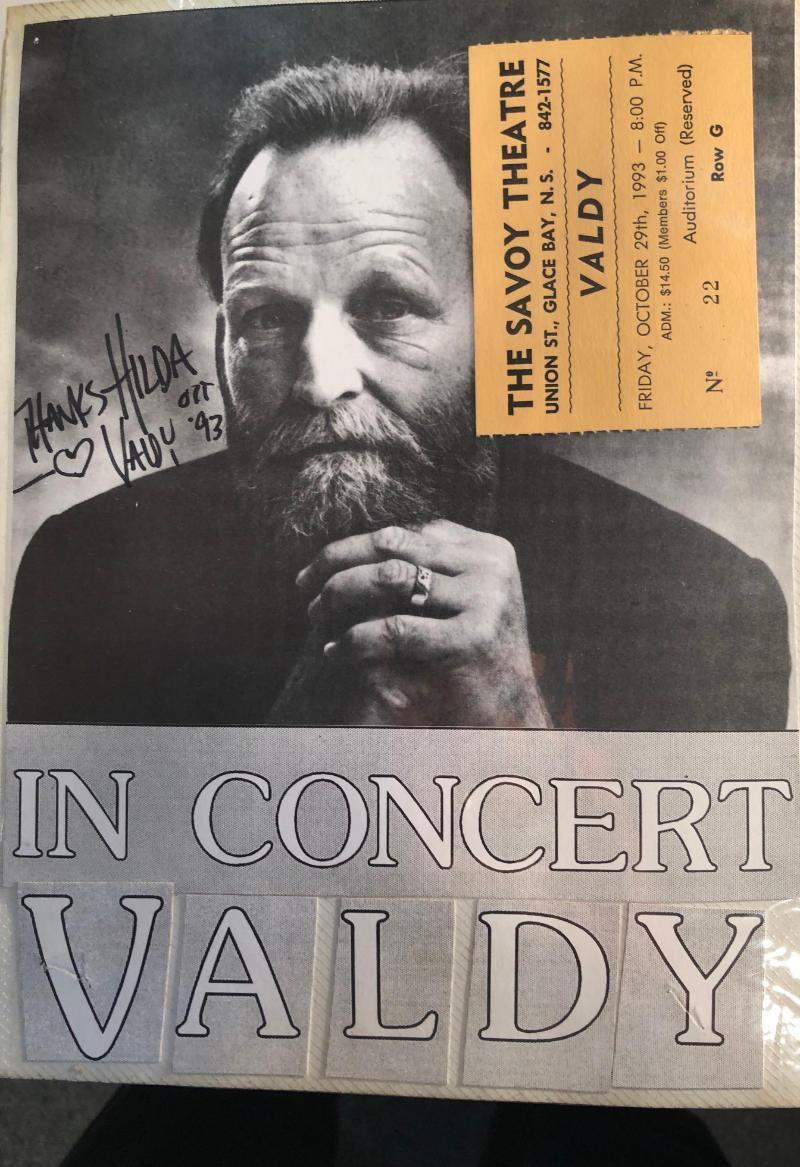 THE SAVOY THEATRE
UNION ST., GLACE BAY, N. S. - 842-1577
VALDY
FRIDAY, OCTOBER 29th, 1993 — 8:00 P.M.
ADM.: $14.50 (Members $1.00 Off)
Auditorium (Reserved)
Nº 22 Row G
THANKS HILDA
VALDY OTT '93
IN CONCERT
VALDY